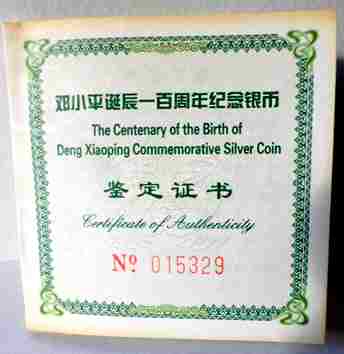 邓小平诞辰一百周年纪念银币
The Centenary of the Birth of
Deng Xiaoping Commemorative Silver Coin
鉴定证书
Certificate of Authenticity
Nº 015329